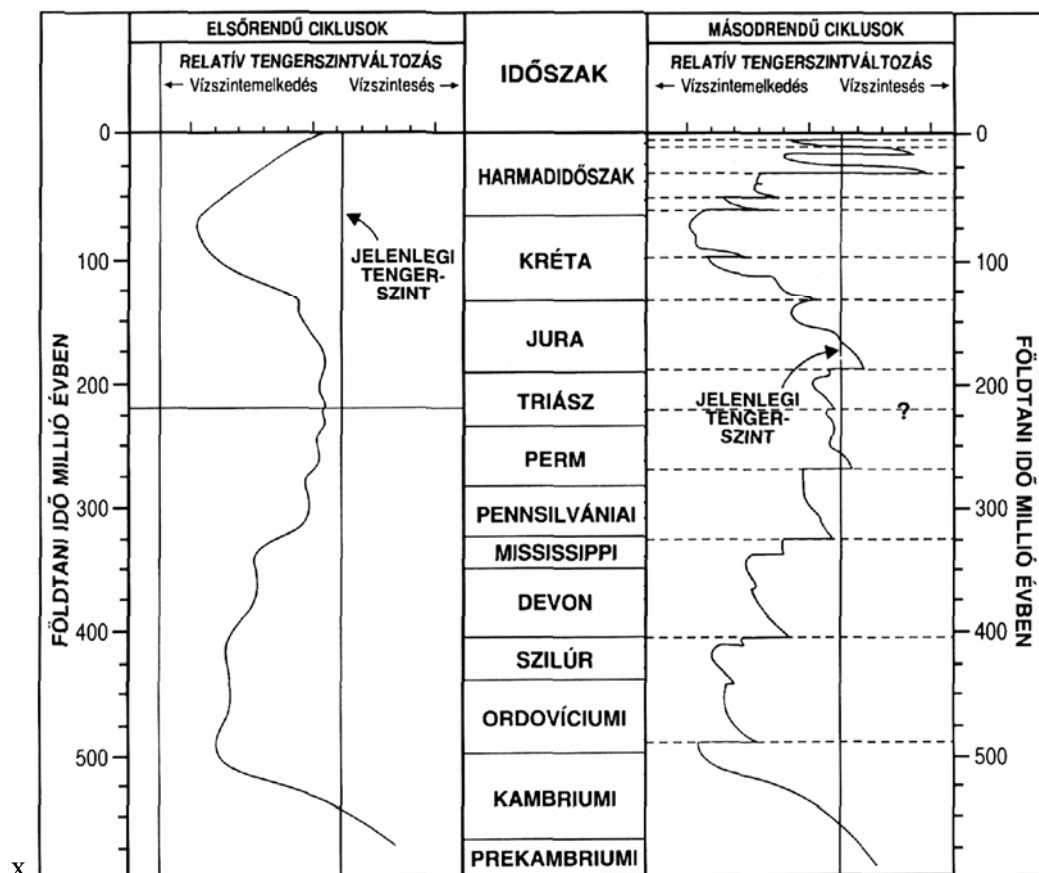 ELSŐRENDŰ CIKLUSOK
RELATÍV TENGERSZINTVÁLTOZÁS
← Vízszintemelkedés Vízszintesés →
IDŐSZAK
MÁSODRENDŰ CIKLUSOK
RELATÍV TENGERSZINTVÁLTOZÁS
← Vízszintemelkedés Vízszintesés →
FÖLDTANI IDŐ MILLIÓ ÉVBEN
0
100
200
300
400
500
JELENLEGI
TENGER-
SZINT
HARMADIDŐSZAK
KRÉTA
JURA
TRIÁSZ
PERM
PENNSILVÁNIAI
MISSISSIPPI
DEVON
SZILÚR
ORDOVÍCIUMI
KAMBRIUMI
PREKAMBRIUMI
JELENLEGI
TENGER-
SZINT
?
0
100
200
300
400
500
FÖLDTANI IDŐ MILLIÓ ÉVBEN
x